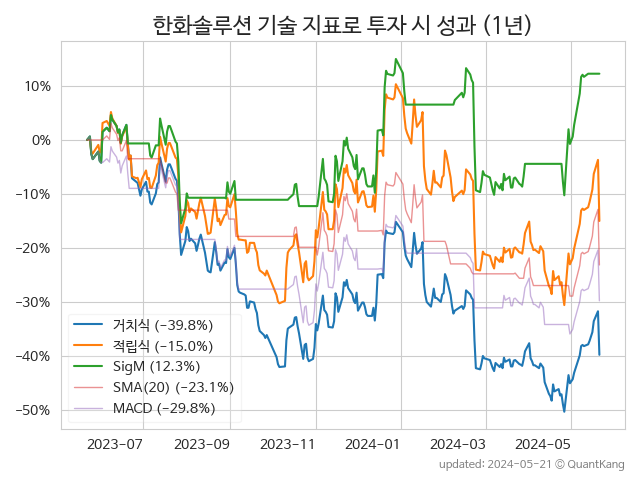 한화솔루션 기술 지표로 투자 시 성과 (1년)
10%
0%
−10%
−20%
−30%
−40%
−50%
거치식 (−39.8%)
적립식 (−15.0%)
SigM (12.3%)
SMA(20) (−23.1%)
MACD (−29.8%)
2023−07
2023−09
2023−11
2024−01
2024−03
2024−05
updated: 2024−05−21 © QuantKang